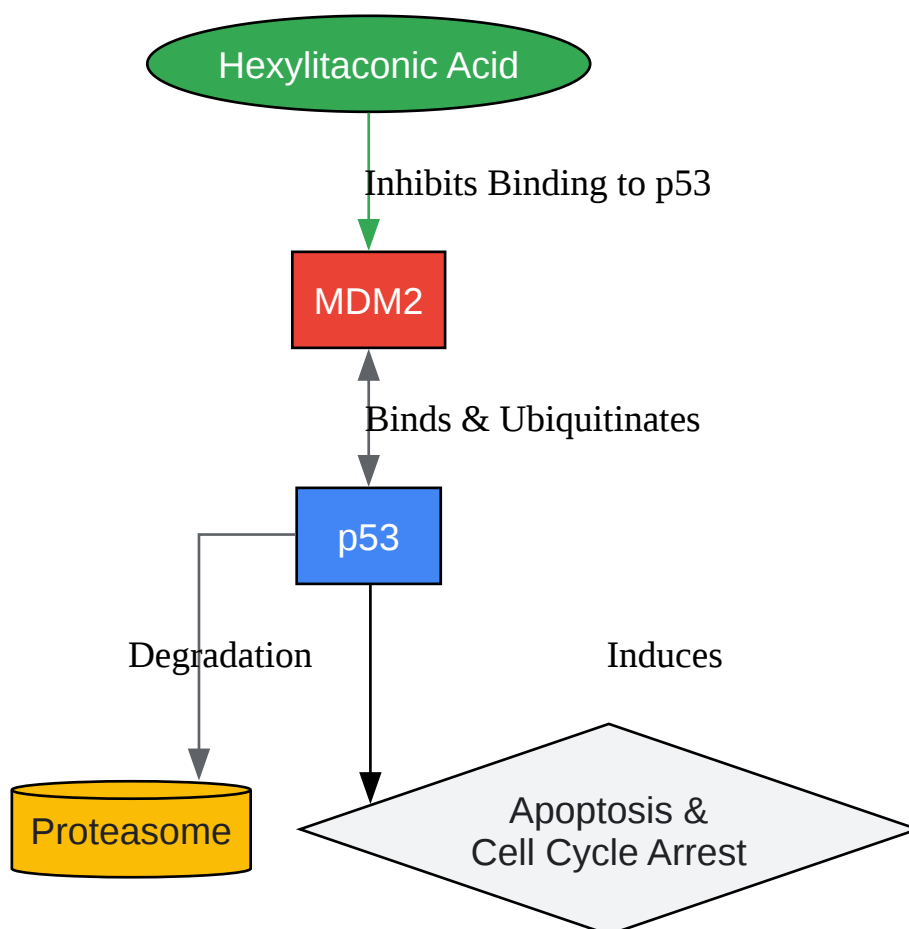 Hexylitaconic Acid
Inhibits Binding to p53
MDM2
Binds & Ubiquitinates
p53
Degradation
Induces
Proteasome
Apoptosis &
Cell Cycle Arrest